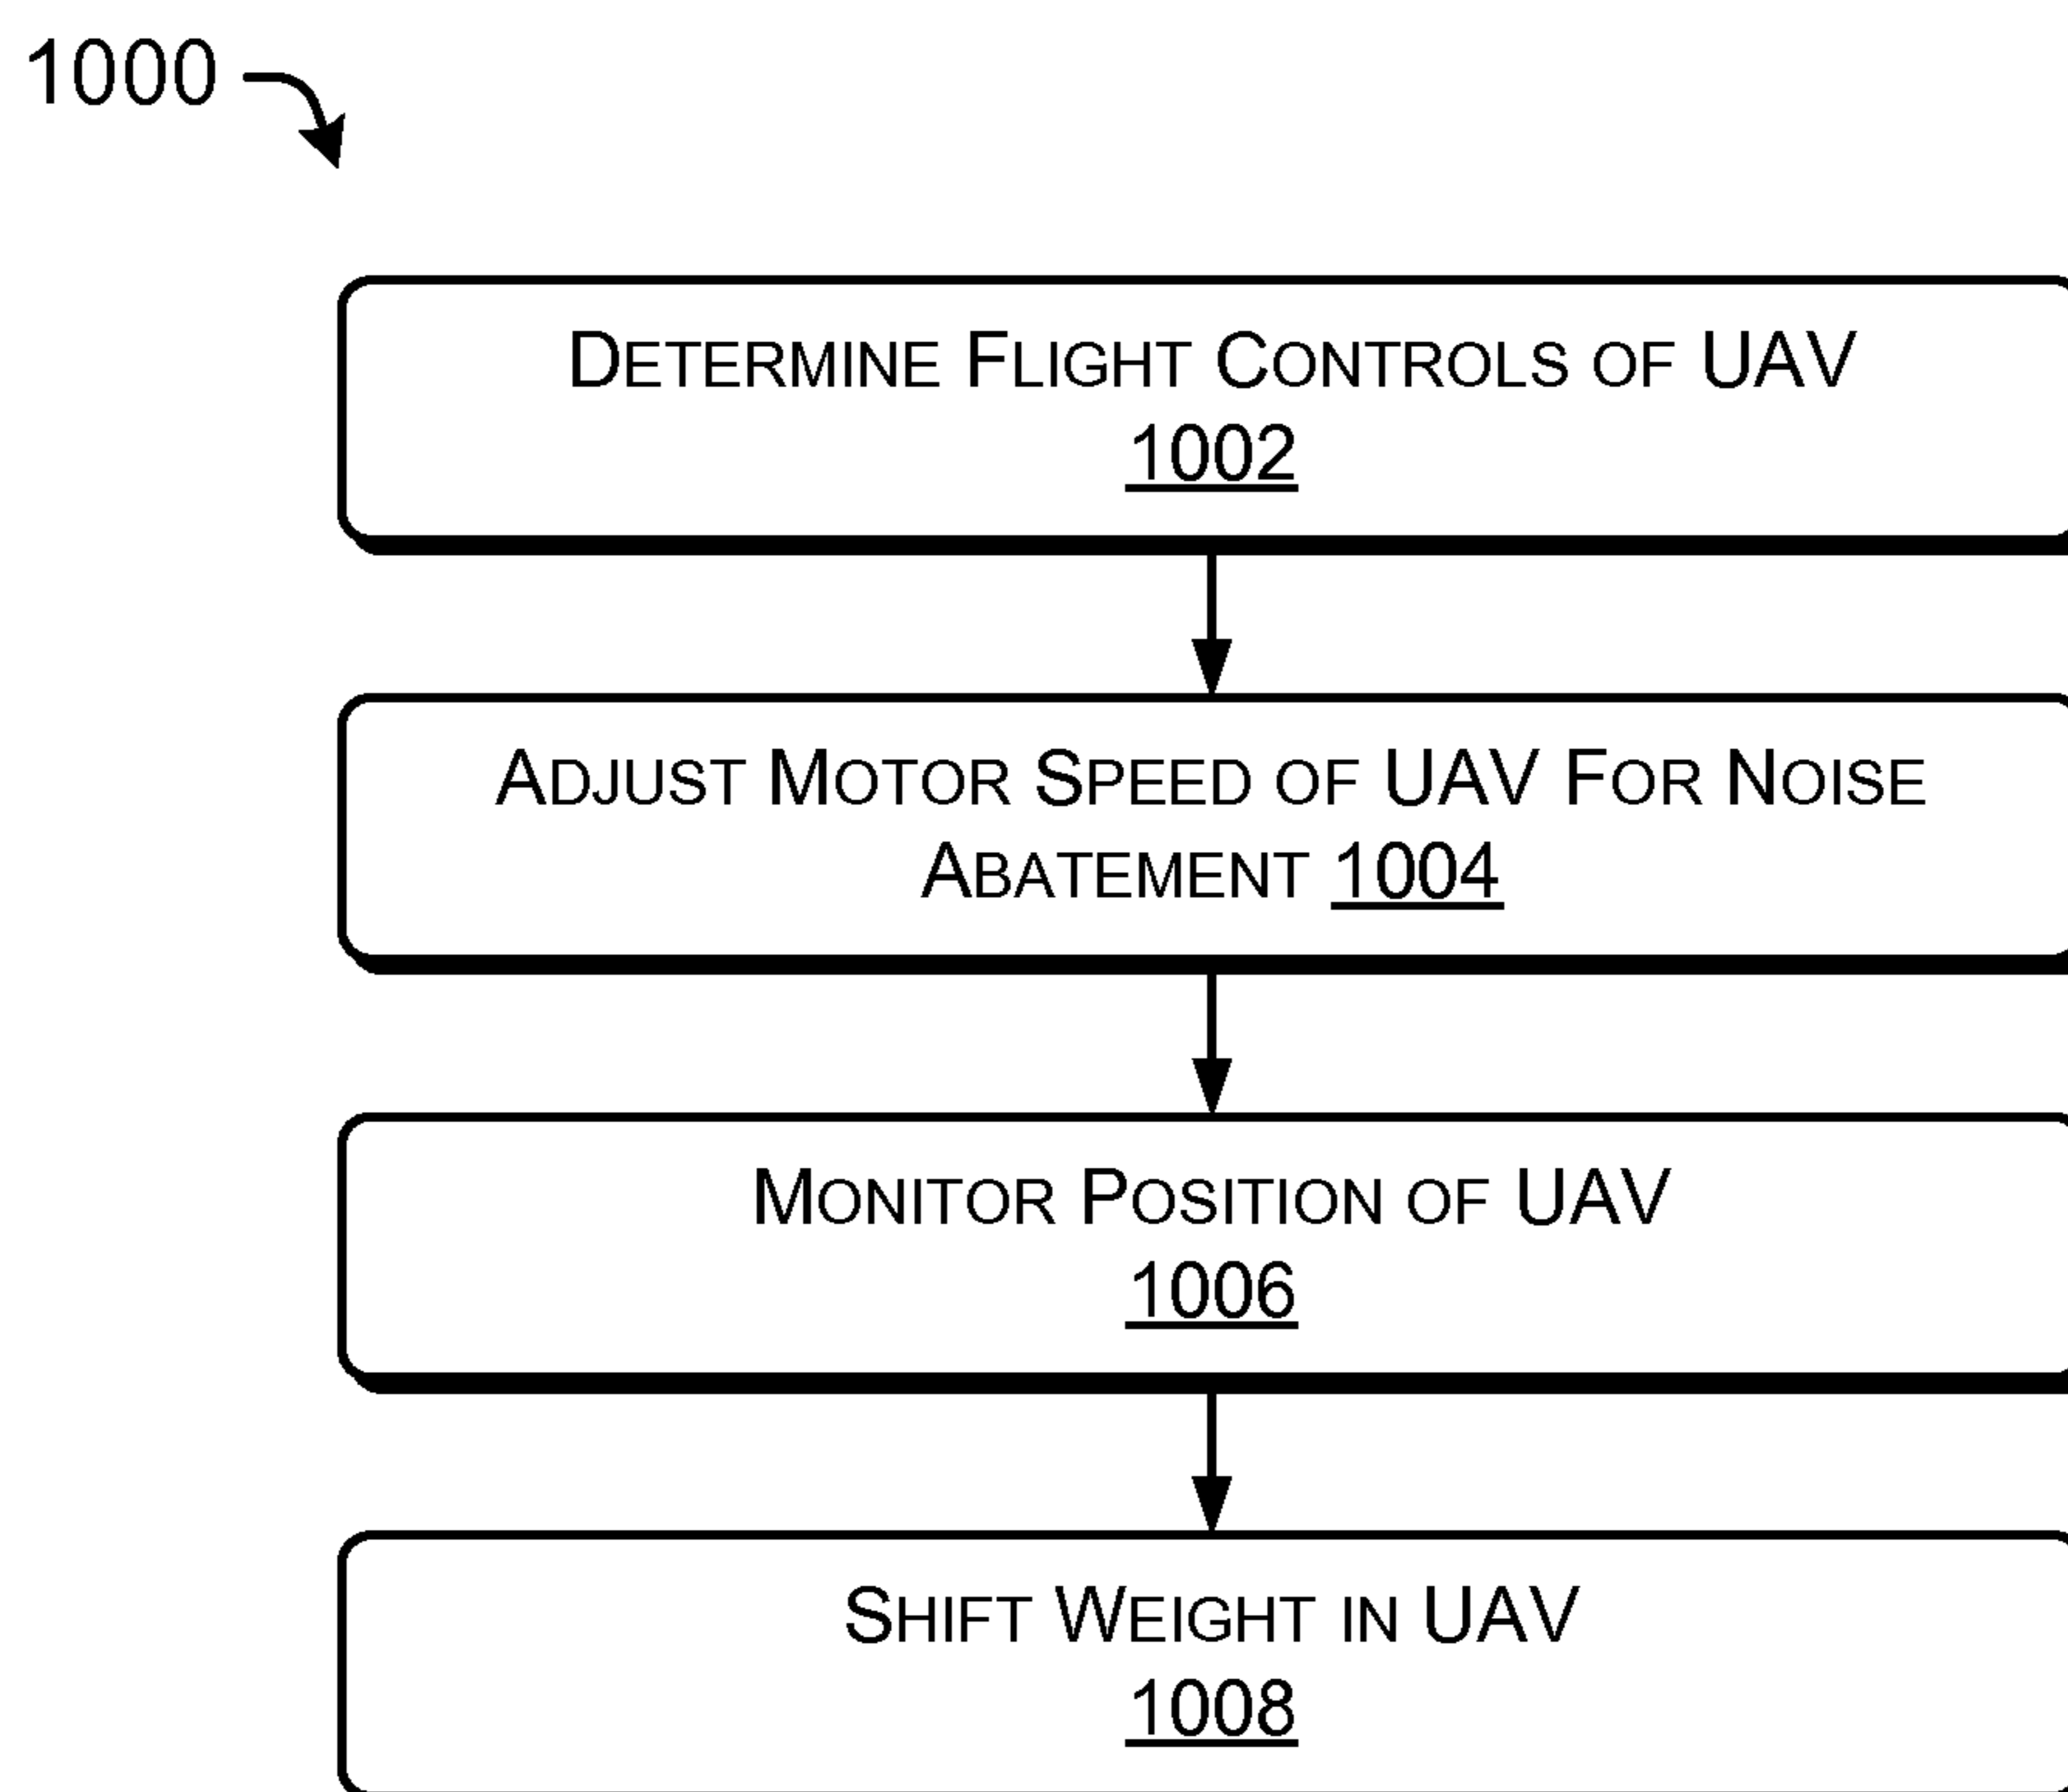 1000
DETERMINE FLIGHT CONTROLS OF UAV
1002
ADJUST MOTOR SPEED OF UAV FOR NOISE
ABATEMENT 1004
MONITOR POSITION OF UAV
1006
SHIFT WEIGHT IN UAV
1008